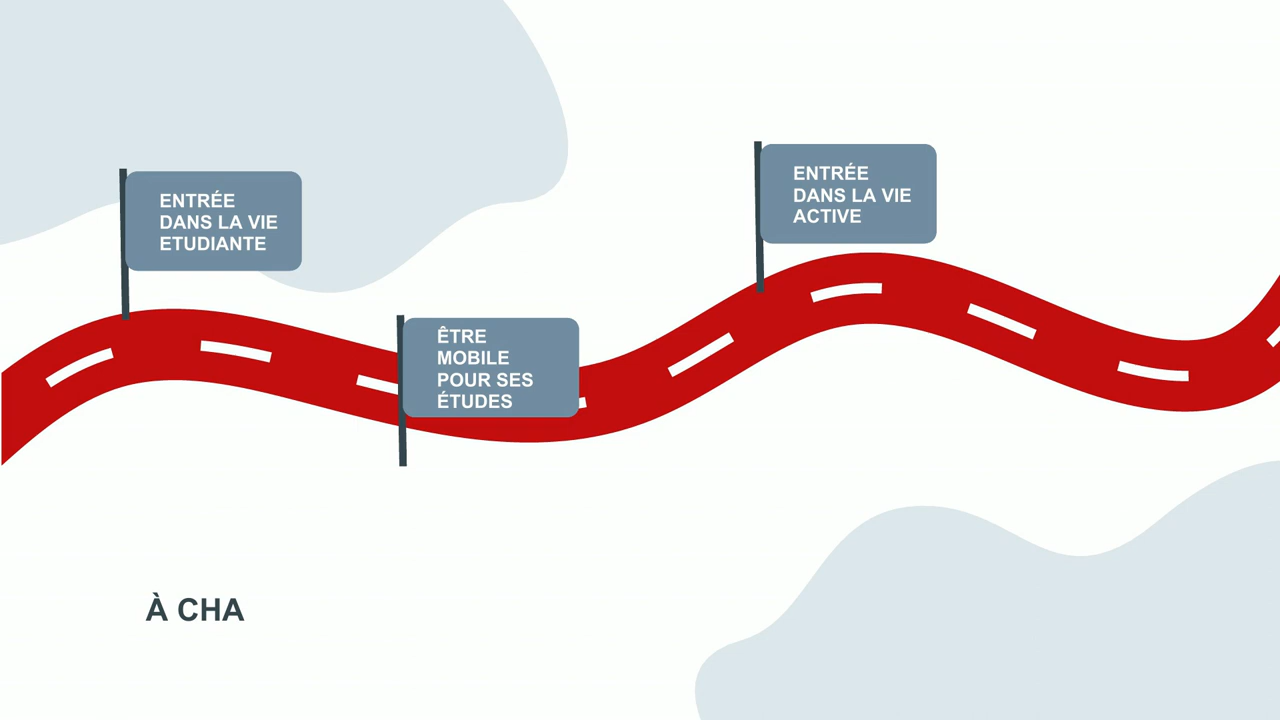 ENTRÉE
DANS LA VIE
ETUDIANTE
ÊTRE
MOBILE
POUR SES
ÉTUDES
ENTRÉE
DANS LA VIE
ACTIVE
À CHA